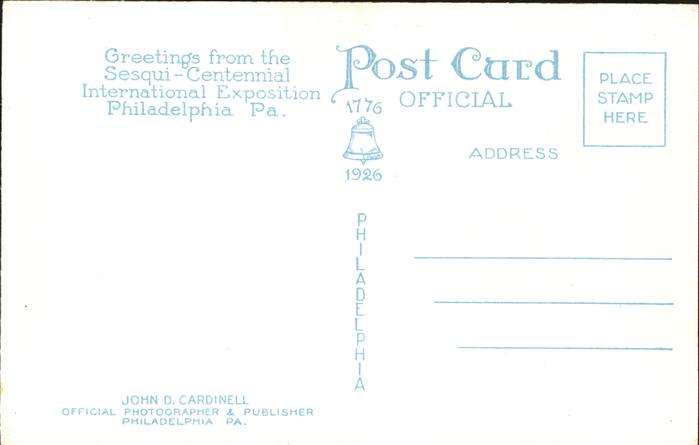 Greetings from the
Sesqui-Centennial
International Exposition
Philadelphia Pa.
Post Card
OFFICIAL
1776
1926
PLACE
STAMP
HERE
ADDRESS
PHILADELPHIA
JOHN D. CARDINELL
OFFICIAL PHOTOGRAPHER & PUBLISHER
PHILADELPHIA PA.